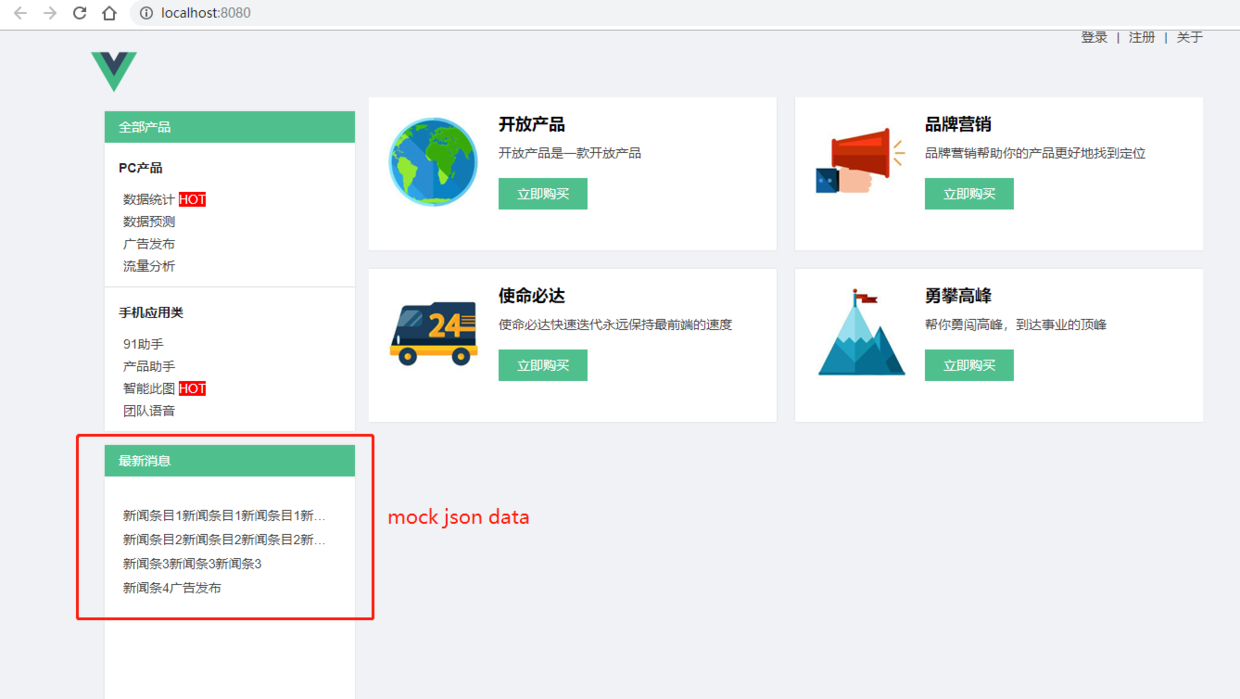 localhost:8080
登录 | 注册 | 关于
全部产品
PC产品
数据统计 HOT
数据预测
广告发布
流量分析
手机应用类
91助手
产品助手
智能此图 HOT
团队语音
最新消息
新闻条目1新闻条目1新闻条目1新...
新闻条目2新闻条目2新闻条目2新...
新闻条3新闻条3新闻条3
新闻条4广告发布
mock json data
开放产品
开放产品是一款开放产品
立即购买
品牌营销
品牌营销帮助你的产品更好地找到定位
立即购买
使命必达
使命必达快速迭代永远保持最前端的速度
立即购买
24
勇攀高峰
帮你勇闯高峰，到达事业的顶峰
立即购买